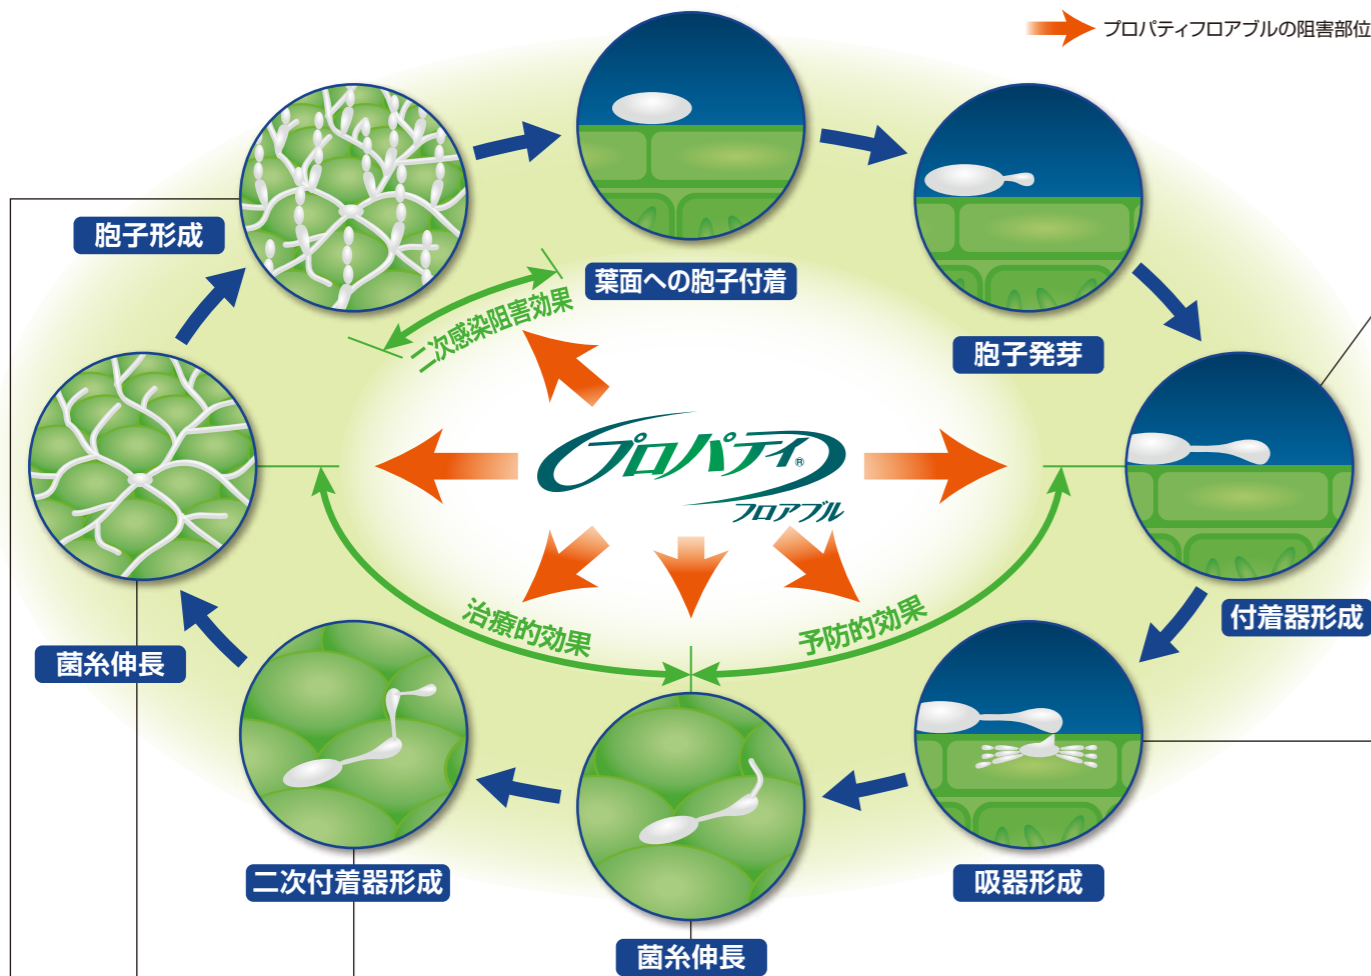 プロパティフロアブルの阻害部位
胞子形成
葉面への胞子付着
胞子発芽
二次感染阻害効果
プロパティ®
フロアブル
付着器形成
治療的効果
予防的効果
菌糸伸長
二次付着器形成
吸器形成
菌糸伸長